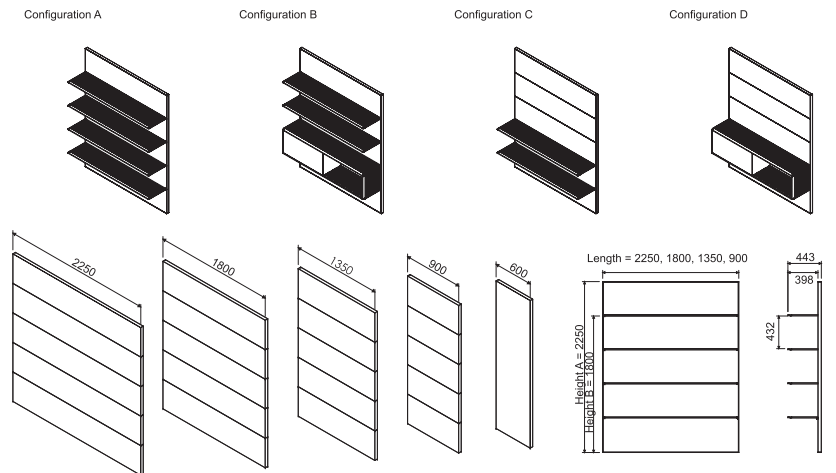 Configuration A
Configuration B
Configuration C
Configuration D
2250
1800
1350
900
600
Length = 2250, 1800, 1350, 900
443
398
432
Height A = 2250
Height B = 1800